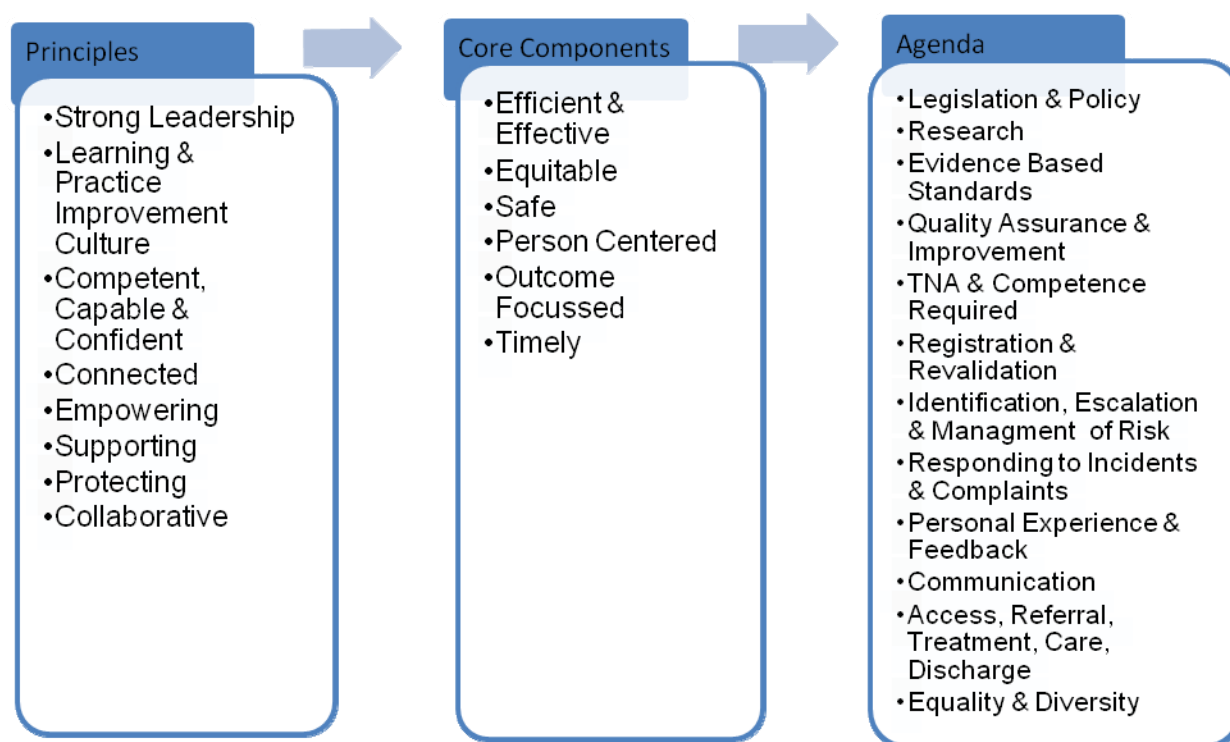 Principles
•Strong Leadership
•Learning &
Practice
Improvement
Culture
•Competent,
Capable &
Confident
•Connected
•Empowering
•Supporting
•Protecting
•Collaborative
Core Components
•Efficient &
Effective
•Equitable
•Safe
•Person Centered
•Outcome
Focussed
•Timely
Agenda
•Legislation & Policy
•Research
•Evidence Based
Standards
•Quality Assurance &
Improvement
•TNA & Competence
Required
•Registration &
Revalidation
•Identification, Escalation
& Managment of Risk
•Responding to Incidents
& Complaints
•Personal Experience &
Feedback
•Communication
•Access, Referral,
Treatment, Care,
Discharge
•Equality & Diversity